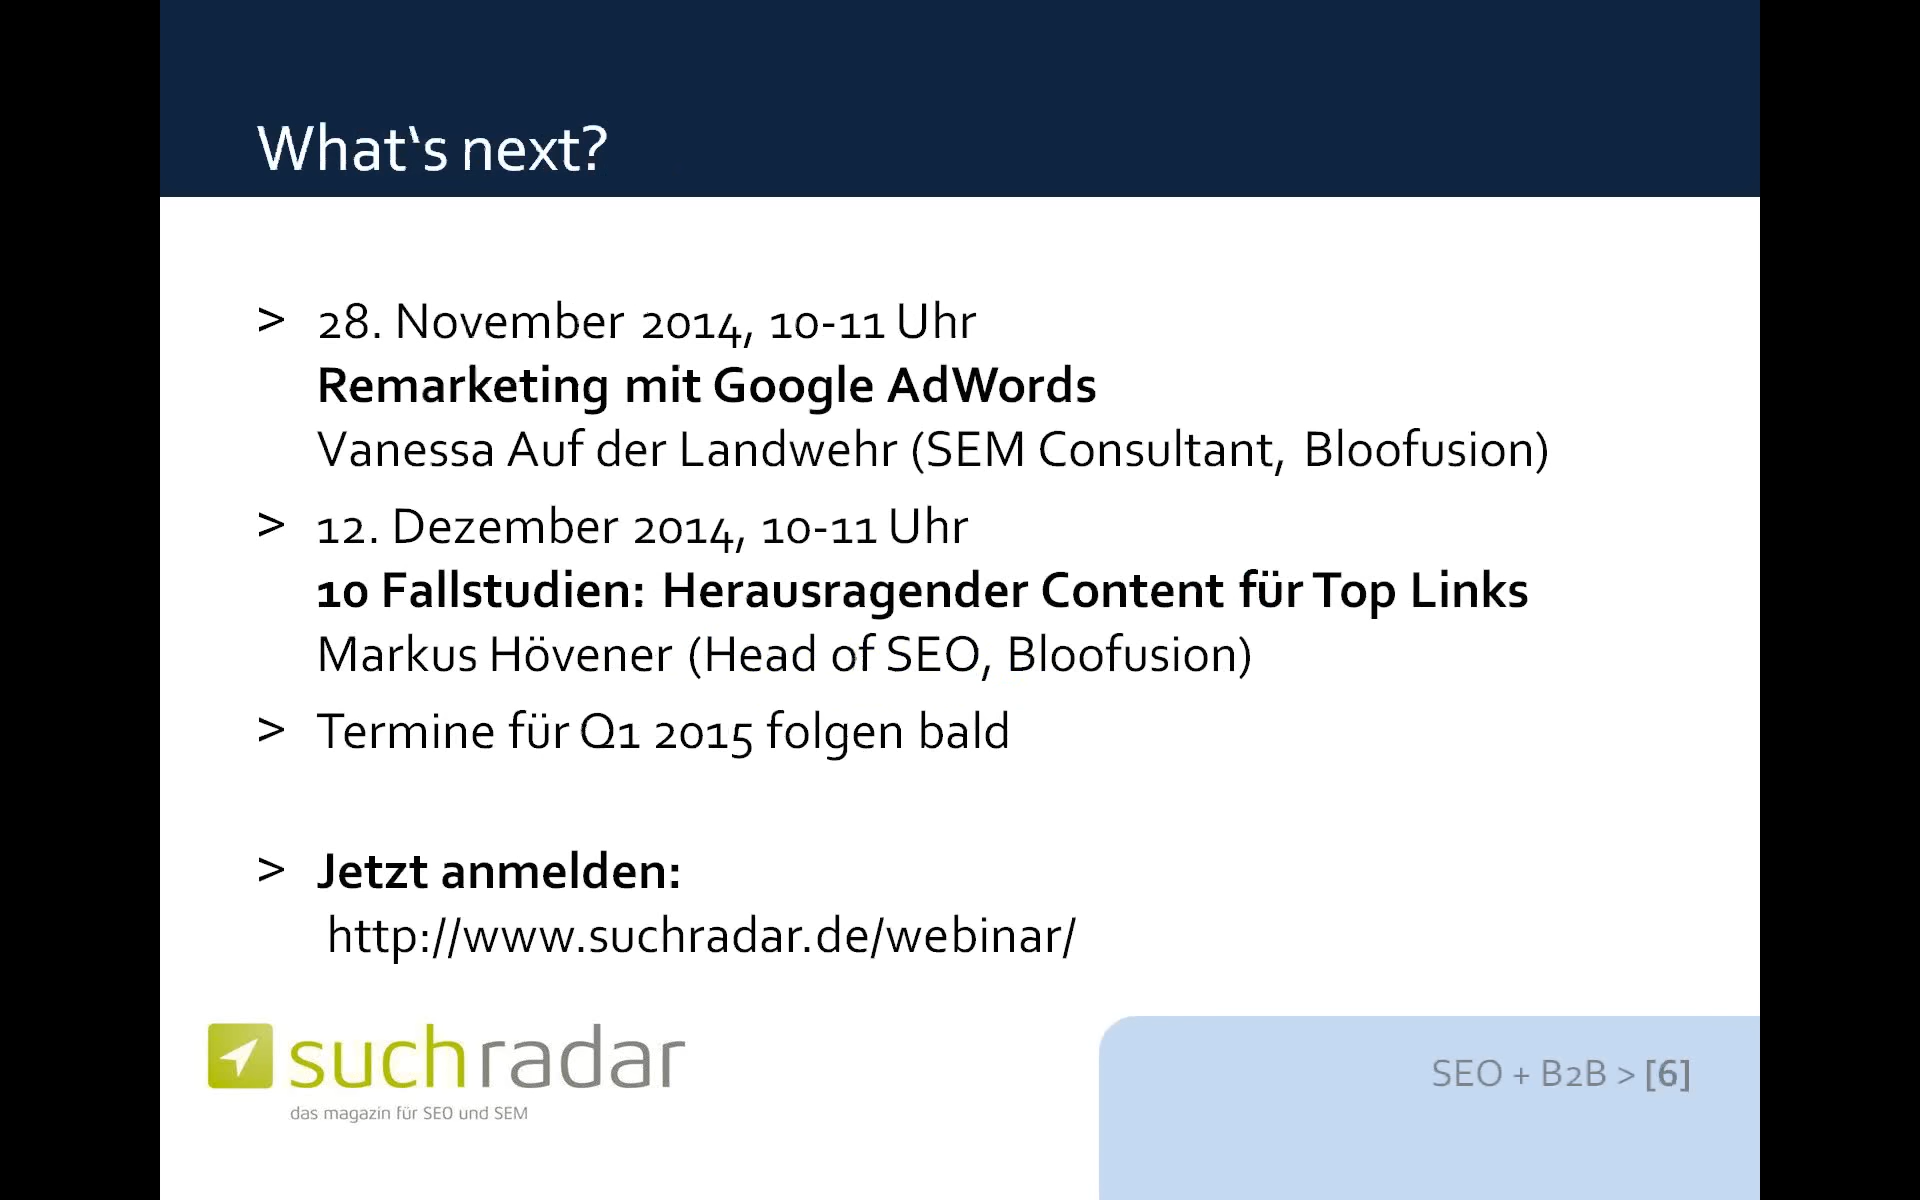 What‘s next?
> 28. November 2014, 10-11 Uhr
Remarketing mit Google AdWords
Vanessa Auf der Landwehr (SEM Consultant, Bloofusion)
> 12. Dezember 2014, 10-11 Uhr
10 Fallstudien: Herausragender Content für Top Links
Markus Hövener (Head of SEO, Bloofusion)
> Termine für Q1 2015 folgen bald
> Jetzt anmelden:
http://www.suchradar.de/webinar/
suchradar
das magazin für SEO und SEM
SEO + B2B > [6]